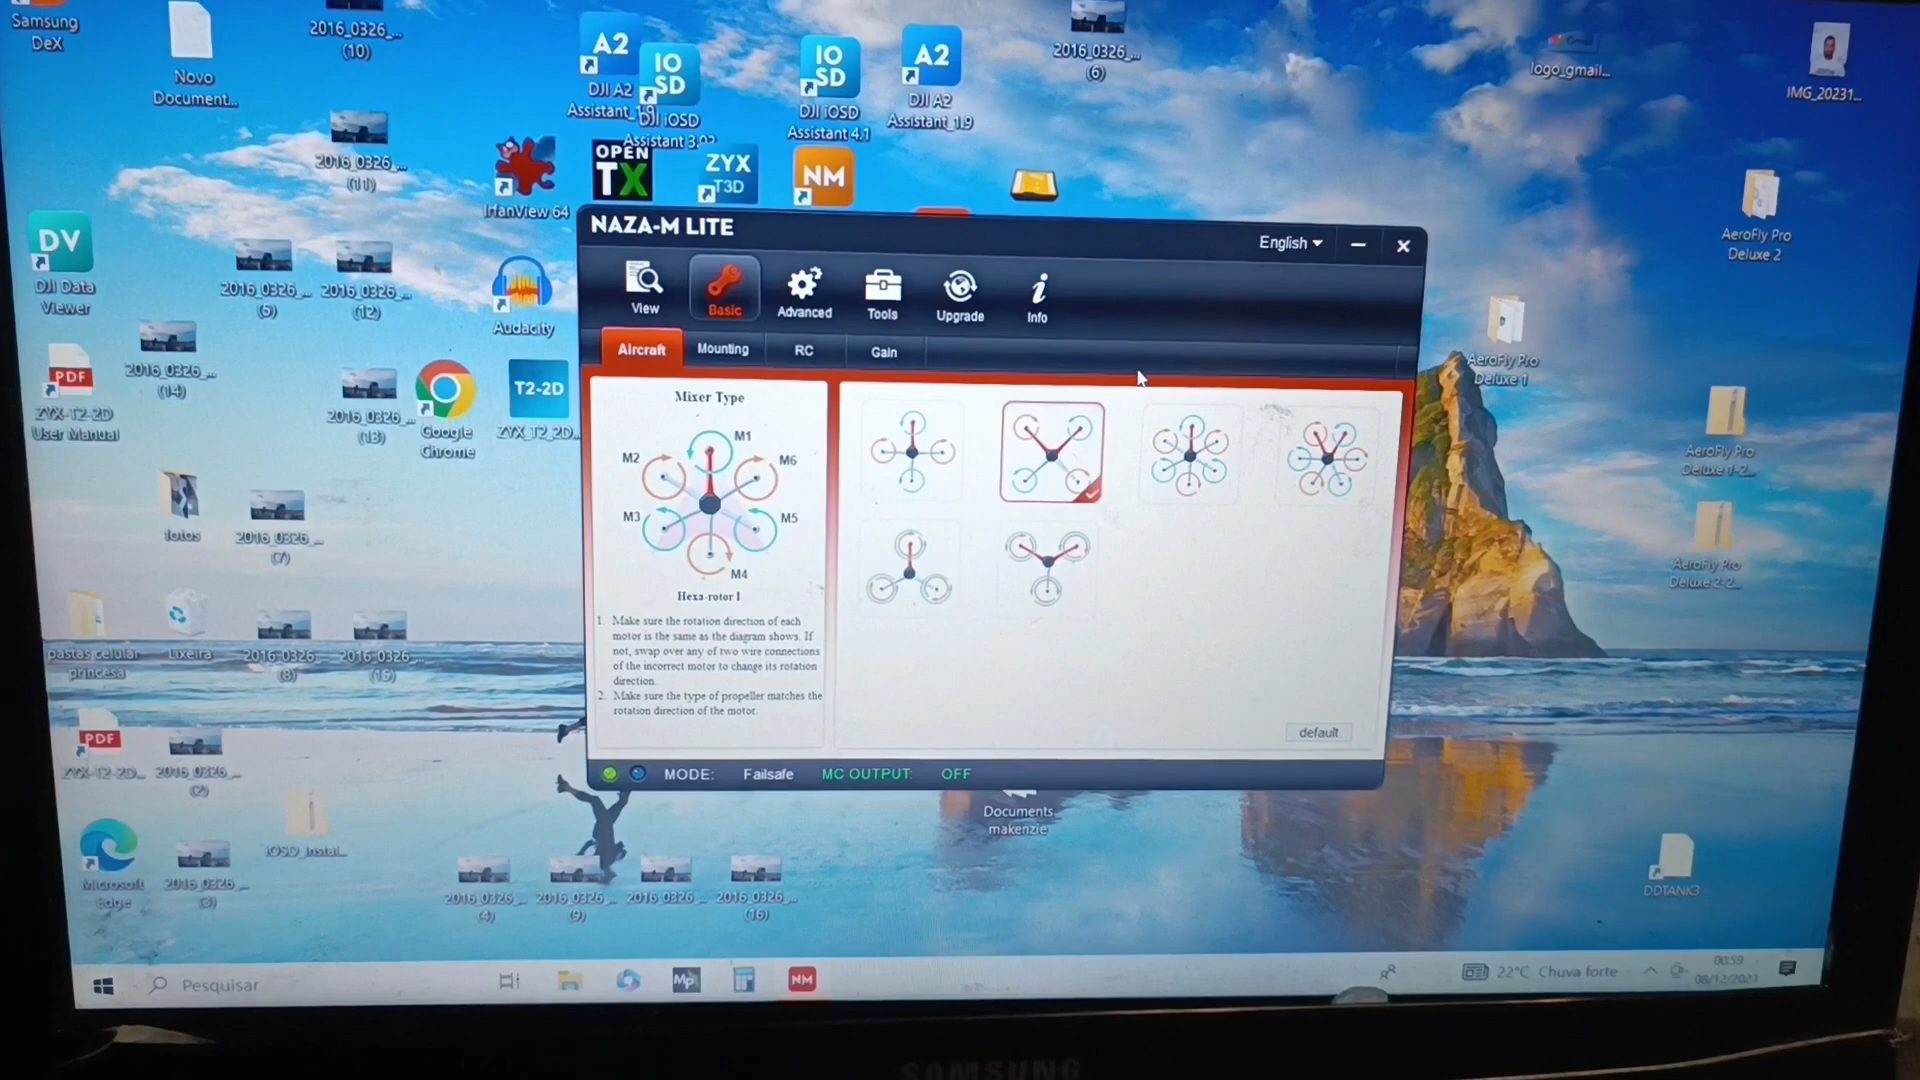 Samsung
DeX
Novo
Document...
2016_0326_...
(10)
A2
DJI A2
Assistant_1.9
IO
SD
DJI iOSD
Assistant 3.02
IO
SD
DJI iOSD
Assistant 4.1
A2
DJI A2
Assistant_1.9
2016_0326_...
(6)
logo_gmail...
IMG_20231...
2016_0326_...
(11)
IrfanView 64
OPEN
TX
ZYX
T3D
NM
AeroFly Pro
Deluxe 2
DV
DJI Data
Viewer
2016_0326_...
(5)
2016_0326_...
(12)
Audacity
NAZA-M LITE
English
View
Basic
Advanced
Tools
Upgrade
Info
Aircraft
Mounting
RC
Gain
AeroFly Pro
Deluxe 1
PDF
ZYX-T2-2D
User Manual
2016_0326_...
(14)
2016_0326_...
(13)
Google
Chrome
T2-2D
ZYX_T2_2D...
Mixer Type
M1
M2
M6
M3
M5
M4
Hexa-rotor I
1. Make sure the rotation direction of each
motor is the same as the diagram shows. If
not, swap over any of two wire connections
of the incorrect motor to change its rotation
direction.
2. Make sure the type of propeller matches the
rotation direction of the motor.
default
MODE: Failsafe MC OUTPUT: OFF
AeroFly Pro
Deluxe 1-2...
AeroFly Pro
Deluxe 2-2...
fotos
2016_0326_...
(7)
pastas celular
princesa
Lixeira
2016_0326_...
(8)
2016_0326_...
(15)
PDF
ZYX-T2-2D_...
2016_0326_...
(2)
Documents
makenzie
Microsoft
Edge
2016_0326_...
(3)
iOSD_Instal...
2016_0326_...
(4)
2016_0326_...
(9)
2016_0326_...
2016_0326_...
(16)
DDTANK3
Pesquisar
Mp
NM
22°C Chuva forte
00:59
08/12/2023
SAMSUNG